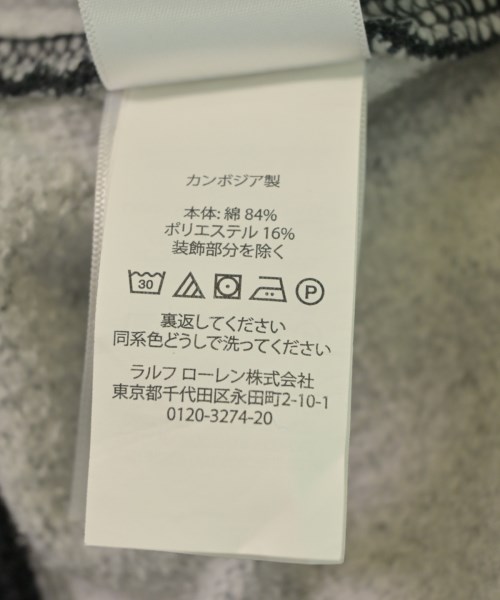 カンボジア製
本体: 綿 84%
ポリエステル 16%
装飾部分を除く
30 P
裏返してください
同系色どうしで洗ってください
ラルフ ローレン株式会社
東京都千代田区永田町2-10-1
0120-3274-20